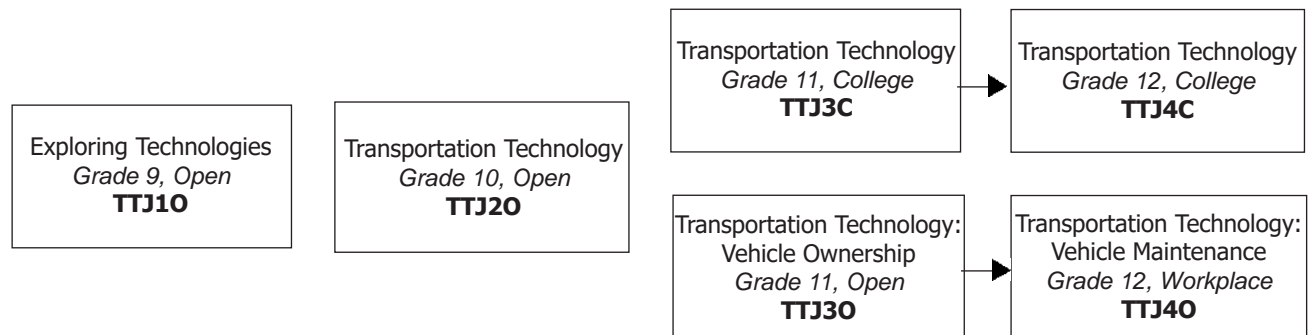 Exploring Technologies
Grade 9, Open
TTJ1O
Transportation Technology
Grade 10, Open
TTJ2O
Transportation Technology
Grade 11, College
TTJ3C
Transportation Technology
Grade 12, College
TTJ4C
Transportation Technology:
Vehicle Ownership
Grade 11, Open
TTJ3O
Transportation Technology:
Vehicle Maintenance
Grade 12, Workplace
TTJ4O